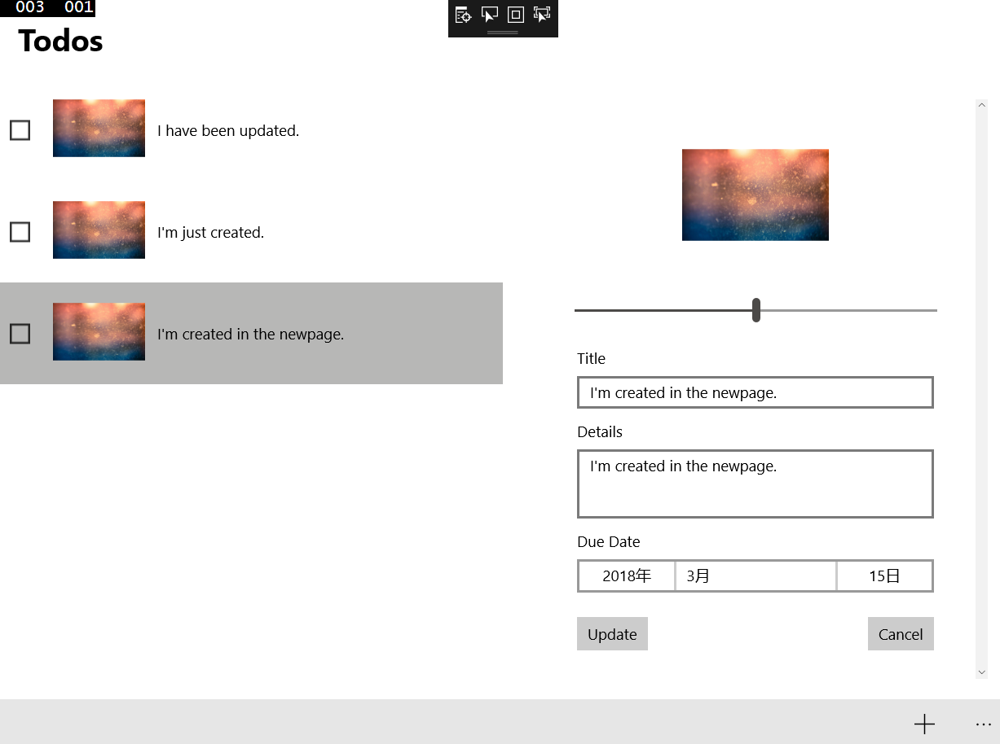 003 001
Todos
I have been updated.
I'm just created.
I'm created in the newpage.
Title
I'm created in the newpage.
Details
I'm created in the newpage.
Due Date
2018年 3月 15日
Update Cancel